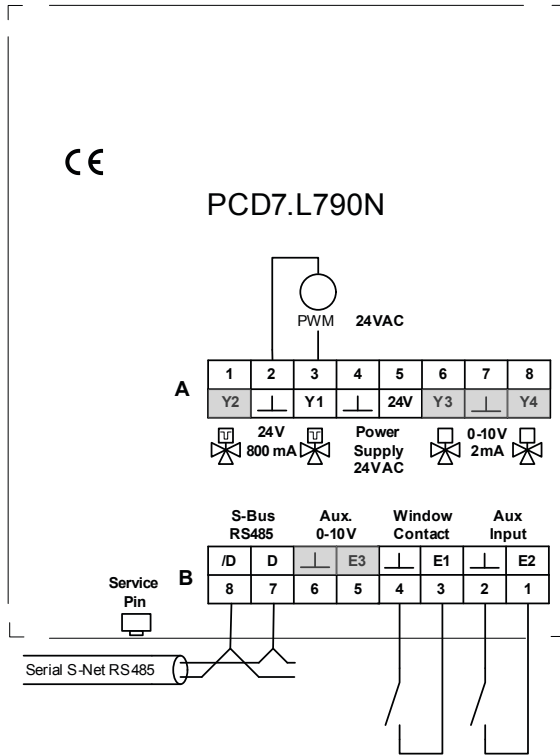 CE
PCD7.L790N
PWM 24VAC
1 2 3 4 5 6 7 8
A
Y2 ⊥ Y1 ⊥ 24V Y3 ⊥ Y4
24V Power 0-10V
800 mA Supply 2mA
24VAC
S-Bus Aux. Window Aux
RS485 0-10V Contact Input
/D D ⊥ E3 ⊥ E1 ⊥ E2
B
8 7 6 5 4 3 2 1
Service
Pin
Serial S-Net RS485